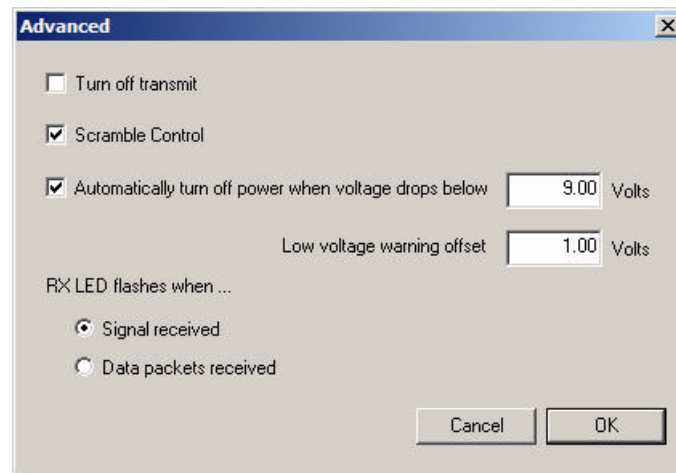 Advanced
Turn off transmit
Scramble Control
Automatically turn off power when voltage drops below 9.00 Volts
Low voltage warning offset 1.00 Volts
RX LED flashes when ...
Signal received
Data packets received
Cancel OK